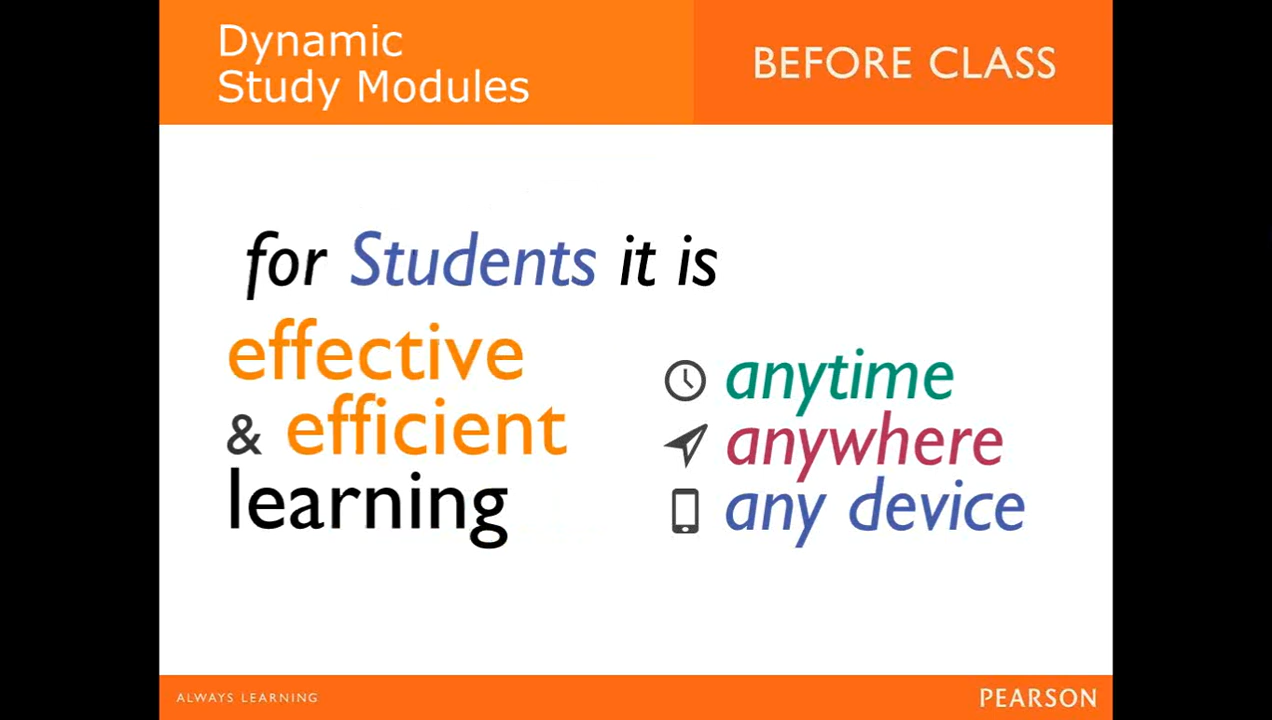 Dynamic
Study Modules
BEFORE CLASS
for Students it is
effective
& efficient
learning
anytime
anywhere
any device
ALWAYS LEARNING
PEARSON